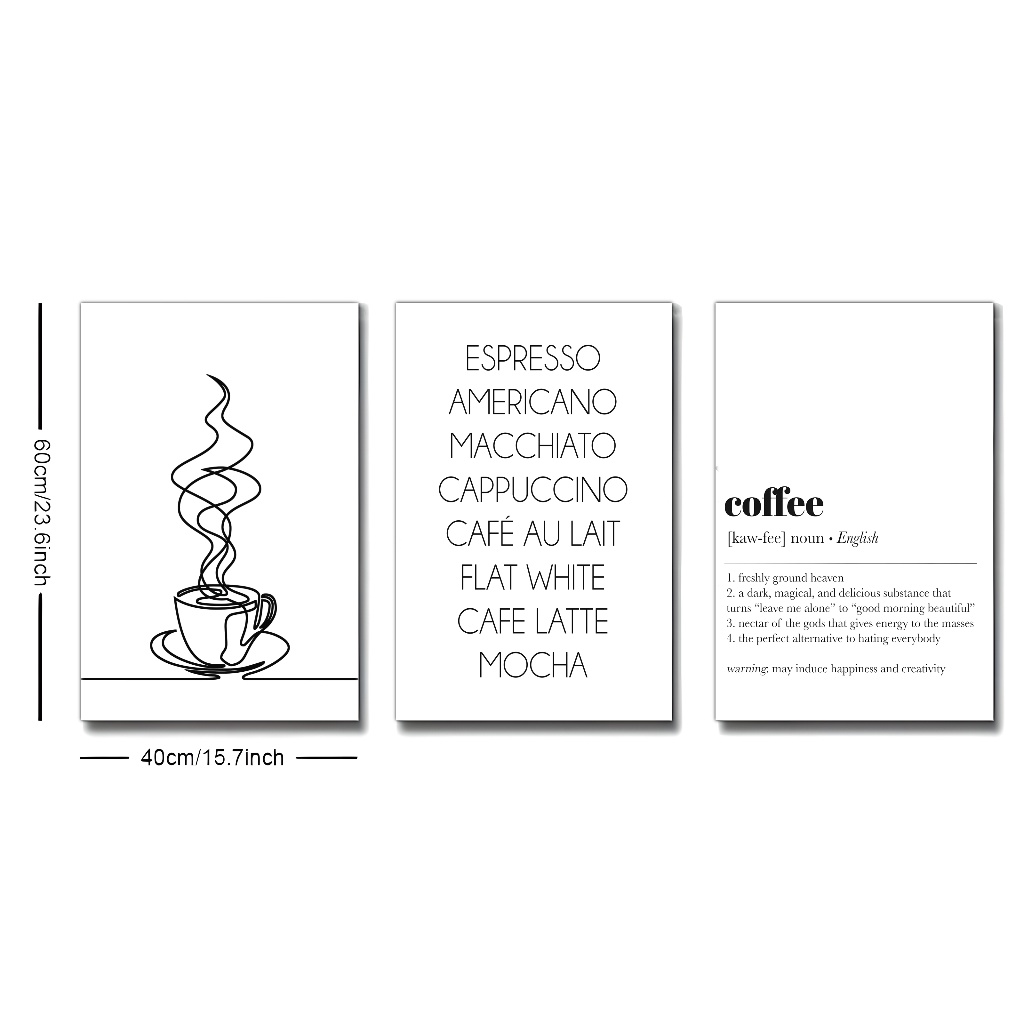 60cm/23.6inch
40cm/15.7inch
ESPRESSO
AMERICANO
MACCHIATO
CAPPUCCINO
CAFÉ AU LAIT
FLAT WHITE
CAFE LATTE
MOCHA
coffee
[kaw-fee] noun • English
1. freshly ground heaven
2. a dark, magical, and delicious substance that
turns “leave me alone” to “good morning beautiful”
3. nectar of the gods that gives energy to the masses
4. the perfect alternative to hating everybody
warning: may induce happiness and creativity